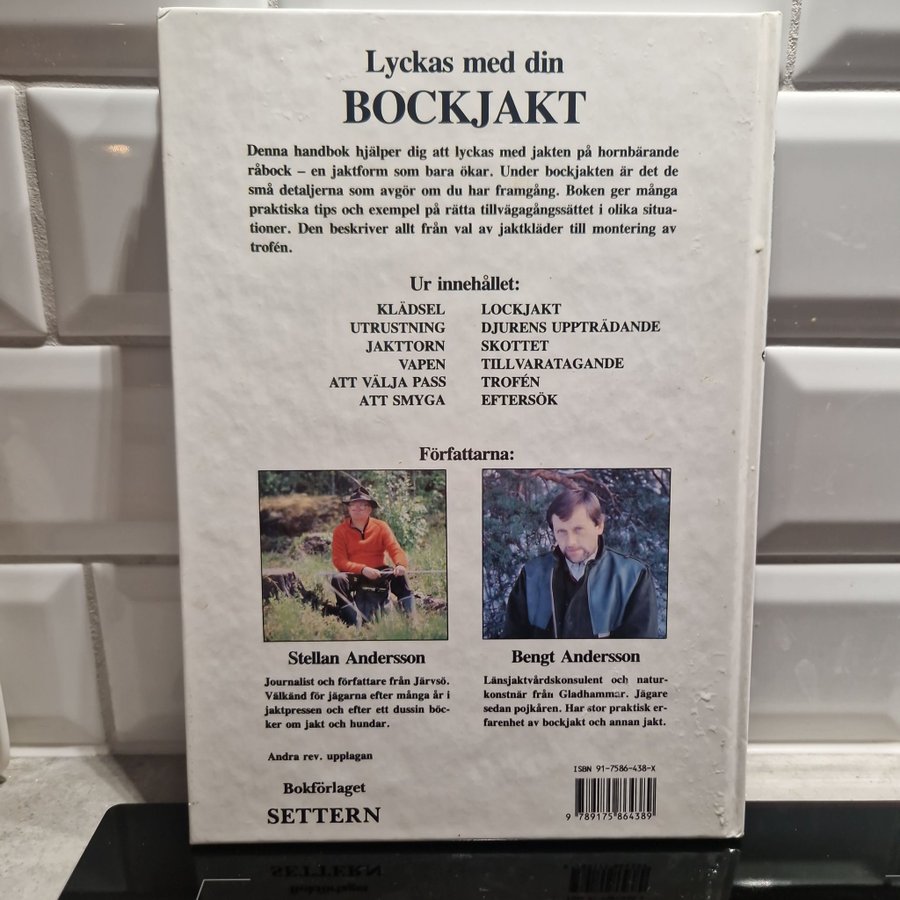 Lyckas med din
BOCKJAKT
Denna handbok hjälper dig att lyckas med jakten på hornbärande
råbock – en jaktform som bara ökar. Under bockjakten är det de
små detaljerna som avgör om du har framgång. Boken ger många
praktiska tips och exempel på rätta tillvägagångssättet i olika situa-
tioner. Den beskriver allt från val av jaktkläder till montering av
trofén.
Ur innehållet:
KLÄDSEL LOCKJAKT
UTRUSTNING DJURENS UPPTRÄDANDE
JAKTTORN SKOTTET
VAPEN TILLVARATAGANDE
ATT VÄLJA PASS TROFÉN
ATT SMYGA EFTERSÖK
Författarna:
Stellan Andersson
Journalist och författare från Järvsö.
Välkänd för jägarna efter många år i
jaktpressen och efter ett dussin böc-
ker om jakt och hundar.
Bengt Andersson
Länsjaktvårdskonsulent och natur-
konstnär från Gladhammar. Jägare
sedan pojkåren. Har stor praktisk er-
farenhet av bockjakt och annan jakt.
Andra rev. upplagan
Bokförlaget
SETTERN
ISBN 91-7586-438-X
9 789175 864389